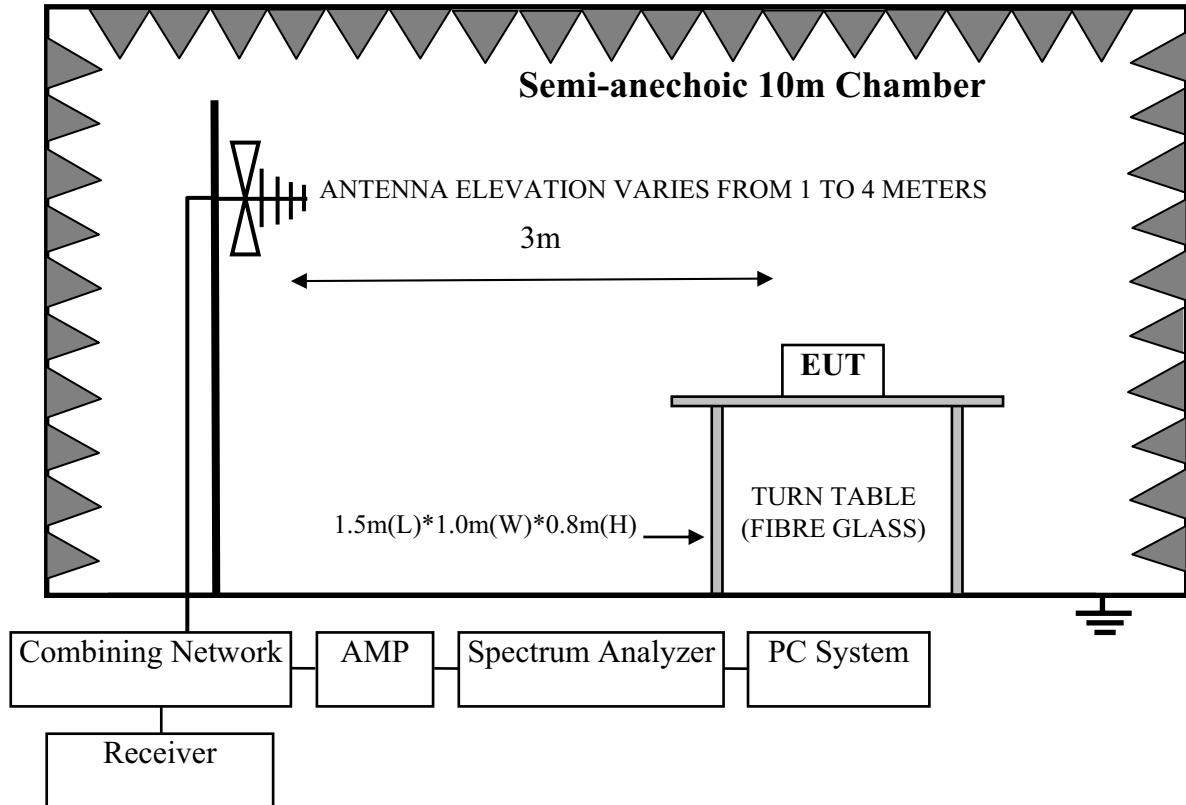 Semi-anechoic 10m Chamber
ANTENNA ELEVATION VARIES FROM 1 TO 4 METERS
3m
EUT
1.5m(L)*1.0m(W)*0.8m(H)
TURN TABLE
(FIBRE GLASS)
Combining Network
AMP
Spectrum Analyzer
PC System
Receiver